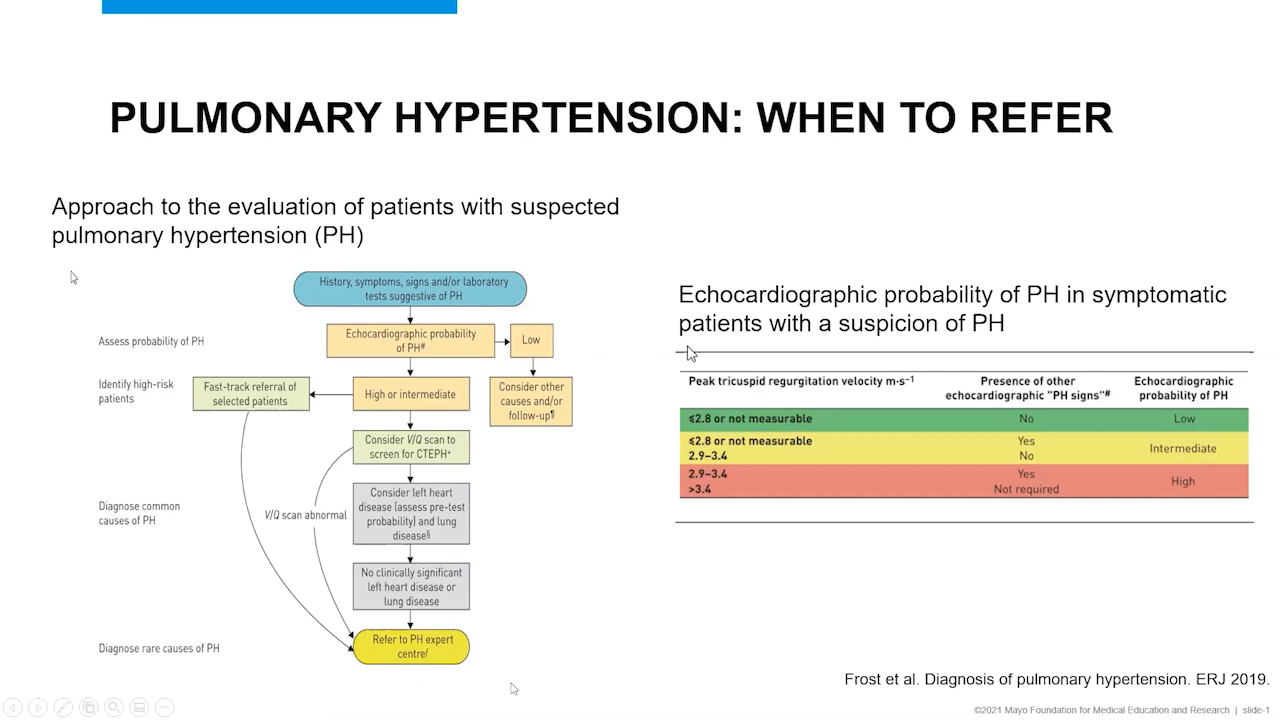 PULMONARY HYPERTENSION: WHEN TO REFER
Approach to the evaluation of patients with suspected
pulmonary hypertension (PH)
History, symptoms, signs and/or laboratory
tests suggestive of PH
Assess probability of PH
Echocardiographic probability
of PH#
Low
Identify high-risk
patients
Fast-track referral of
selected patients
High or intermediate
Consider other
causes and/or
follow-up¶
Consider V/Q scan to
screen for CTEPH+
Diagnose common
causes of PH
V/Q scan abnormal
Consider left heart
disease (assess pre-test
probability) and lung
disease§
No clinically significant
left heart disease or
lung disease
Diagnose rare causes of PH
Refer to PH expert
centre/
Echocardiographic probability of PH in symptomatic
patients with a suspicion of PH
Peak tricuspid regurgitation velocity m·s⁻¹
Presence of other
echocardiographic "PH signs"#
Echocardiographic
probability of PH
≤2.8 or not measurable No Low
≤2.8 or not measurable Yes
2.9–3.4 No
Intermediate
2.9–3.4 Yes
>3.4 Not required
High
Frost et al. Diagnosis of pulmonary hypertension. ERJ 2019.
©2021 Mayo Foundation for Medical Education and Research | slide-1